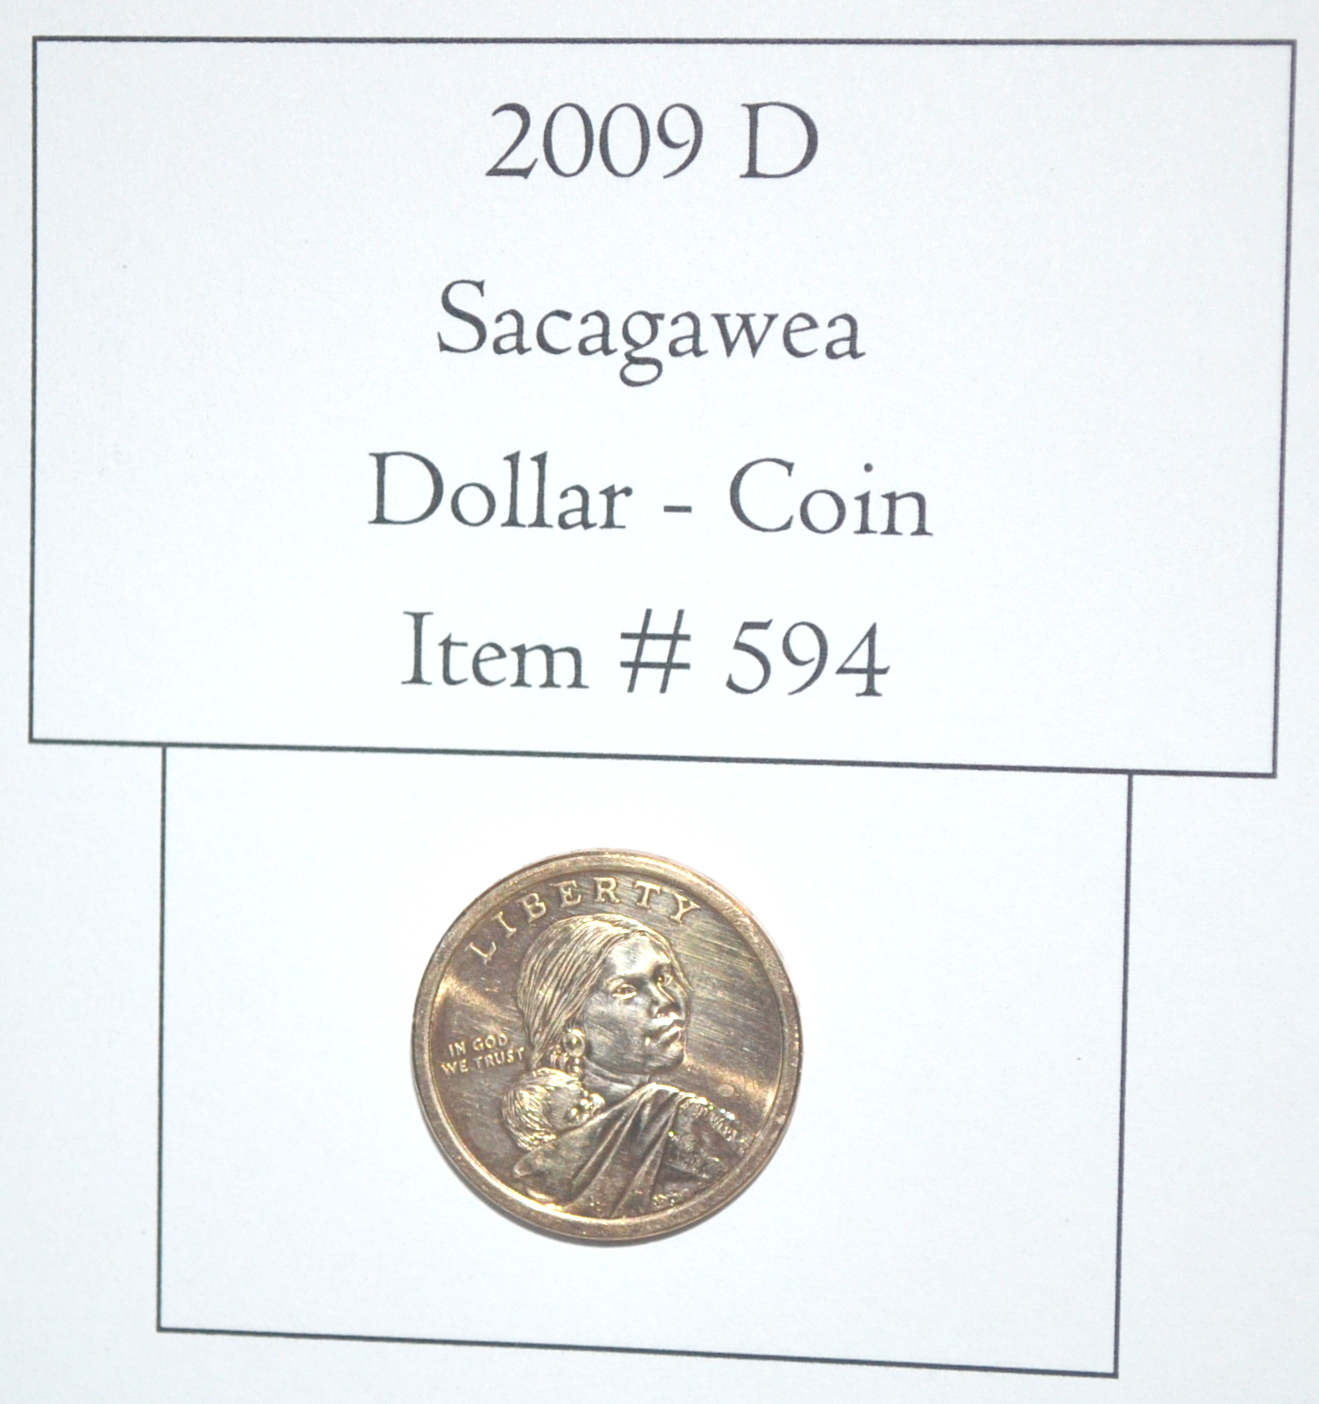 2009 D
Sacagawea
Dollar - Coin
Item # 594
LIBERTY
IN GOD
WE TRUST